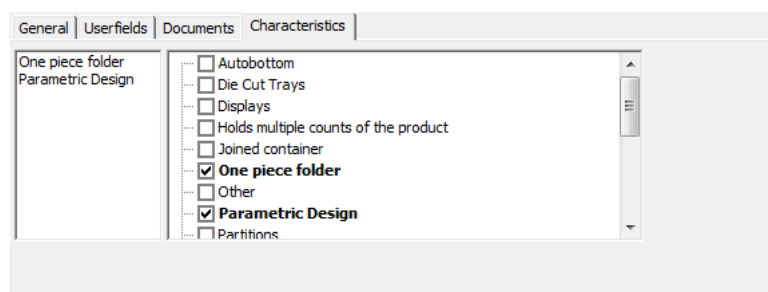 General Userfields Documents Characteristics
One piece folder
Parametric Design
Autobottom
Die Cut Trays
Displays
Holds multiple counts of the product
Joined container
One piece folder
Other
Parametric Design
Partitions